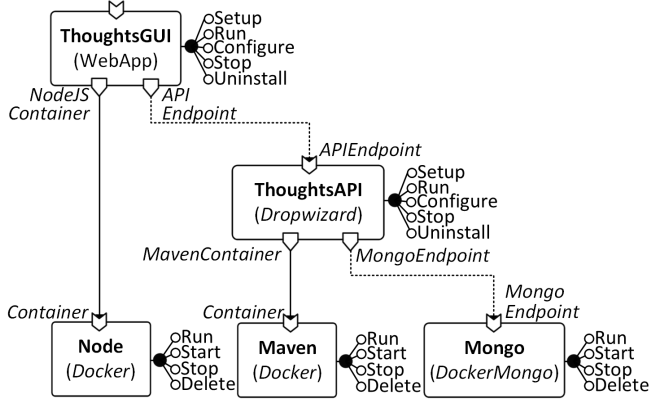 ThoughtsGUI
(WebApp)
Setup
Run
Configure
Stop
Uninstall
NodeJS
Container
API
Endpoint
APIEndpoint
ThoughtsAPI
(Dropwizard)
Setup
Run
Configure
Stop
Uninstall
MavenContainer
MongoEndpoint
Container
Container
Mongo
Endpoint
Node
(Docker)
Run
Start
Stop
Delete
Maven
(Docker)
Run
Start
Stop
Delete
Mongo
(DockerMongo)
Run
Start
Stop
Delete